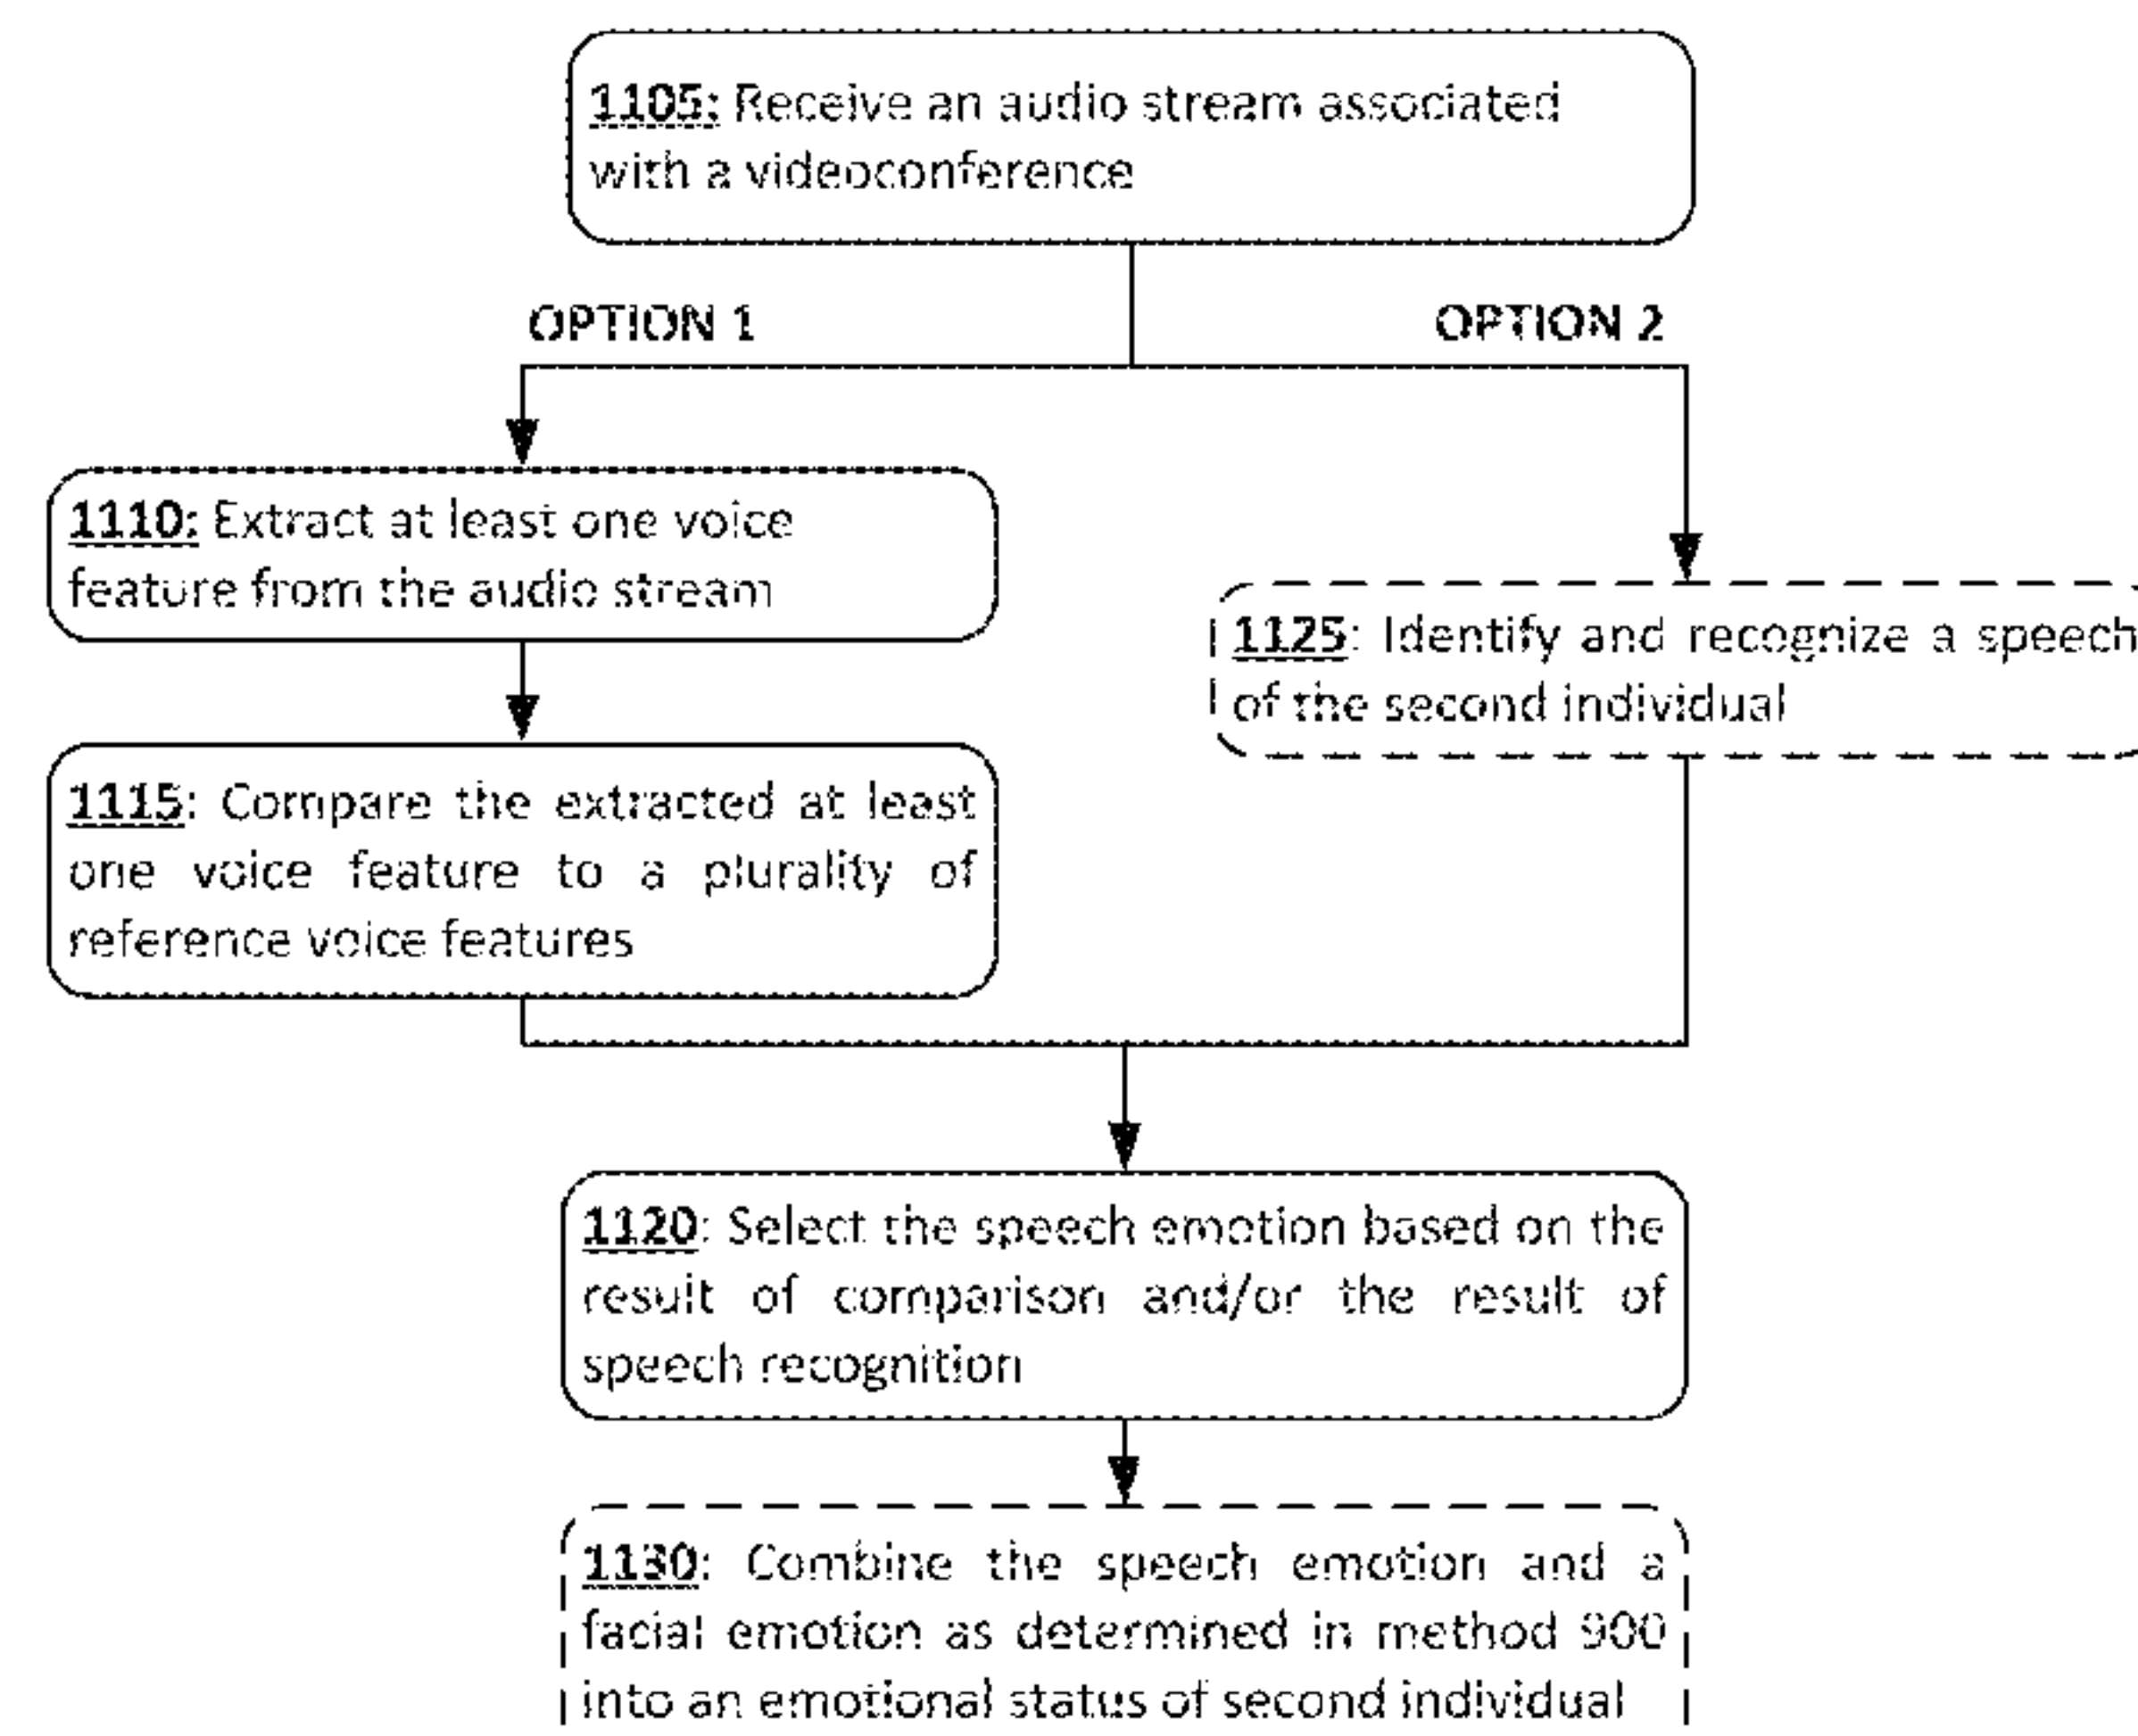 1105: Receive an audio stream associated
with a videoconference
OPTION 1
OPTION 2
1110: Extract at least one voice
feature from the audio stream
1125: Identify and recognize a speech
of the second individual
1115: Compare the extracted at least
one voice feature to a plurality of
reference voice features
1120: Select the speech emotion based on the
result of comparison and/or the result of
speech recognition
1130: Combine the speech emotion and a
facial emotion as determined in method 900
into an emotional status of second individual